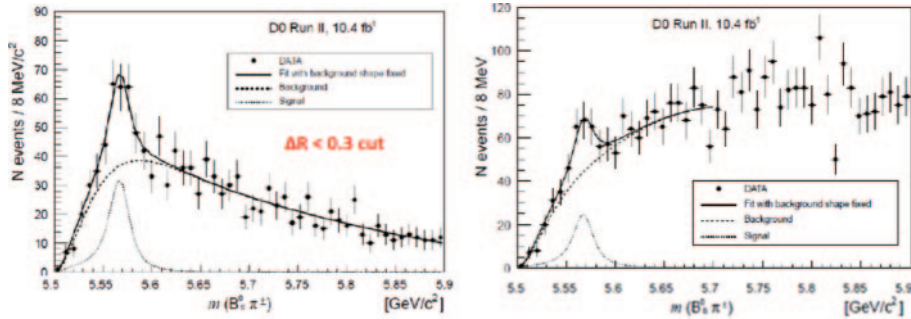 D0 Run II, 10.4 fb¹
DATA
Fit with background shape fixed
Background
Signal
ΔR < 0.3 cut
N events / 8 MeV/c²
90
80
70
60
50
40
30
20
10
0
5.5 5.55 5.6 5.65 5.7 5.75 5.8 5.85 5.9
m (B⁰ₛ π±) [GeV/c²]
D0 Run II, 10.4 fb¹
N events / 8 MeV
120
100
80
60
40
20
0
DATA
Fit with background shape fixed
Background
Signal
5.5 5.55 5.6 5.65 5.7 5.75 5.8 5.85 5.9
m (B⁰ₛ π±) [GeV/c²]